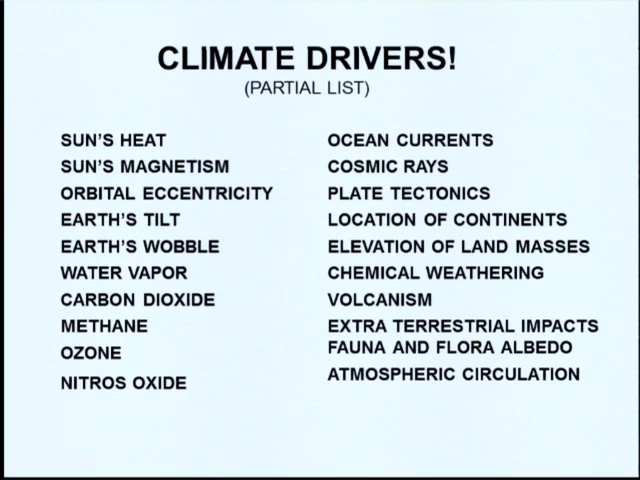 CLIMATE DRIVERS!
(PARTIAL LIST)
SUN'S HEAT
SUN'S MAGNETISM
ORBITAL ECCENTRICITY
EARTH'S TILT
EARTH'S WOBBLE
WATER VAPOR
CARBON DIOXIDE
METHANE
OZONE
NITROS OXIDE
OCEAN CURRENTS
COSMIC RAYS
PLATE TECTONICS
LOCATION OF CONTINENTS
ELEVATION OF LAND MASSES
CHEMICAL WEATHERING
VOLCANISM
EXTRA TERRESTRIAL IMPACTS
FAUNA AND FLORA ALBEDO
ATMOSPHERIC CIRCULATION